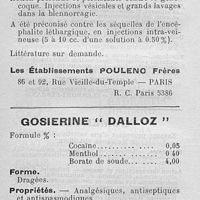 coque. Injections vésicales et grands lavages
dans la blennorragie.
A été préconisé contre les séquelles de l'encé-
phalite léthargique, en injections intra-vei-
neuse (5 à 10 cc. d'une solution à 0.50 %).
Littérature sur demande.
Les Établissements POULENC Frères
86 et 92, Rue Vieille-du-Temple — PARIS
R. C. Paris 5386
GOSIERINE "DALLOZ"
Formule % :
Cocaïne 0,05
Menthol 0,40
Borate de soude 4,00
Forme.
Dragées.
Propriétés. — Analgésiques, antiseptiques
et antispasmodiques